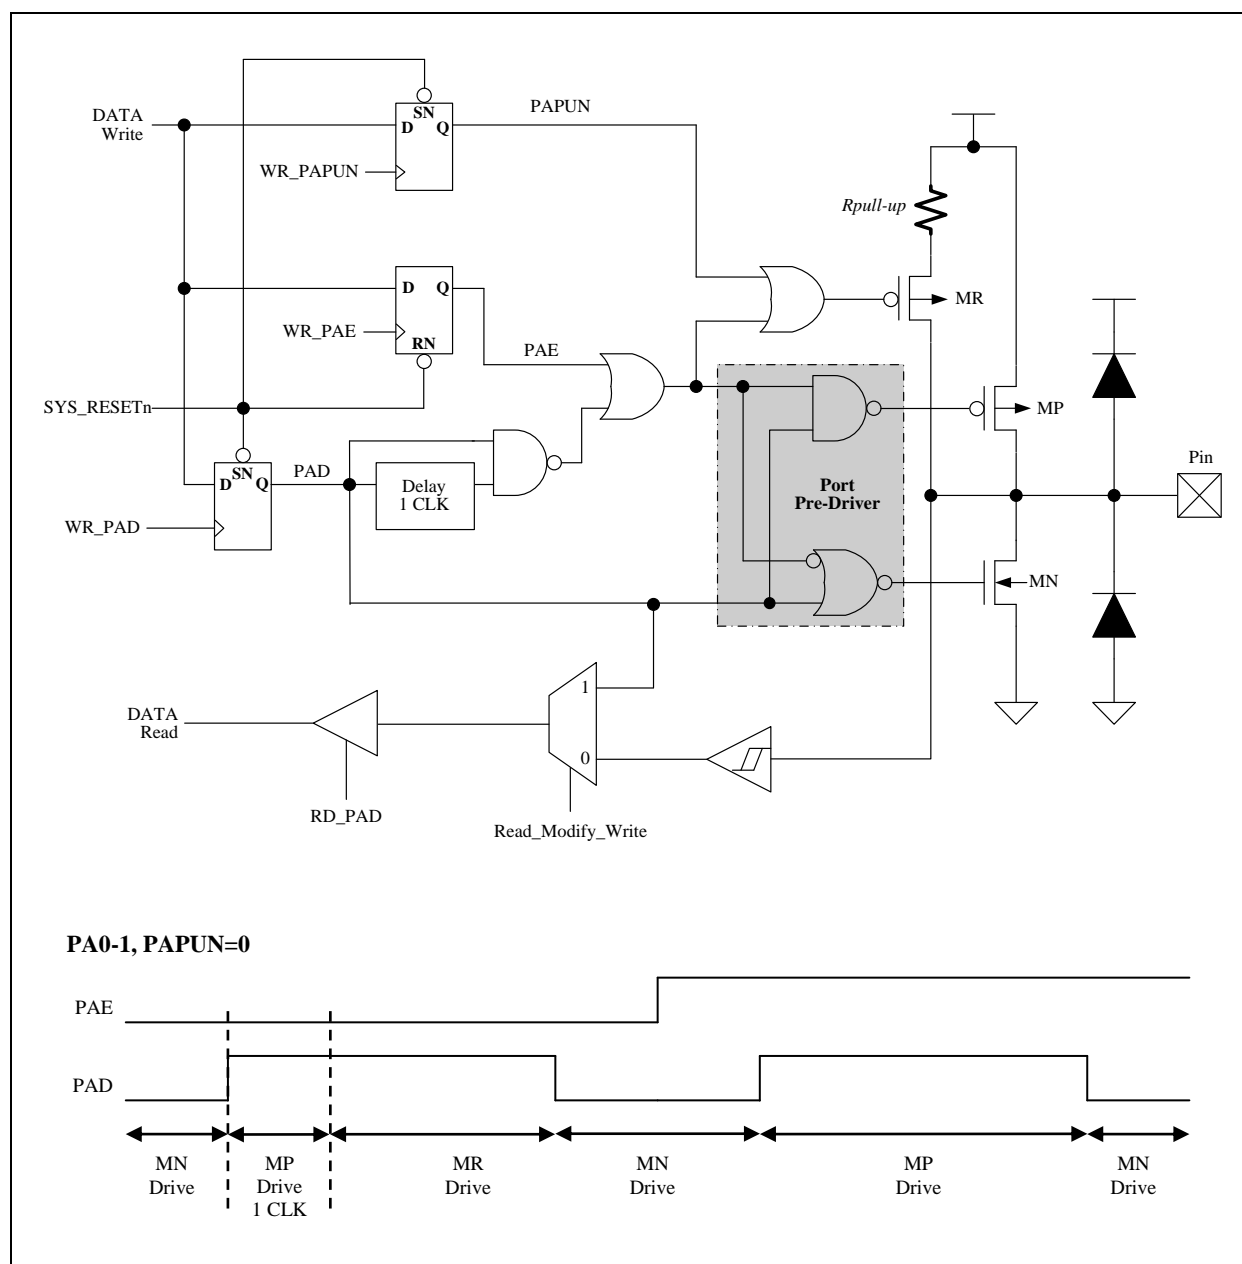 SN
PAPUN
DATA
Write
D
Q
WR_PAPUN
Rpull-up
D
Q
MR
WR_PAE
RN
PAE
SYS_RESETn
MP
PAD
SN
D
Q
Delay
1 CLK
Port
Pre-Driver
Pin
WR_PAD
MN
1
DATA
Read
0
RD_PAD
Read_Modify_Write
PA0-1, PAPUN=0
PAE
PAD
MN
Drive
MP
Drive
1 CLK
MR
Drive
MN
Drive
MP
Drive
MN
Drive